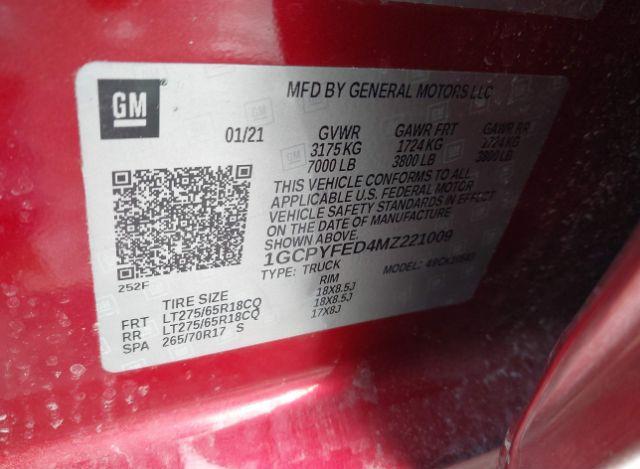 GM
MFD BY GENERAL MOTORS LLC
01/21 GVWR GAWR FRT GAWR RR
3175 KG 1724 KG 1724 KG
7000 LB 3800 LB 3800 LB
THIS VEHICLE CONFORMS TO ALL
APPLICABLE U.S. FEDERAL MOTOR
VEHICLE SAFETY STANDARDS IN EFFECT
ON THE DATE OF MANUFACTURE
SHOWN ABOVE.
1GCPYFED4MZ221009
TYPE: TRUCK MODEL:
252F
TIRE SIZE RIM
FRT LT275/65R18CQ 18X8.5J
RR LT275/65R18CQ 18X8.5J
SPA 265/70R17 S 17X8J